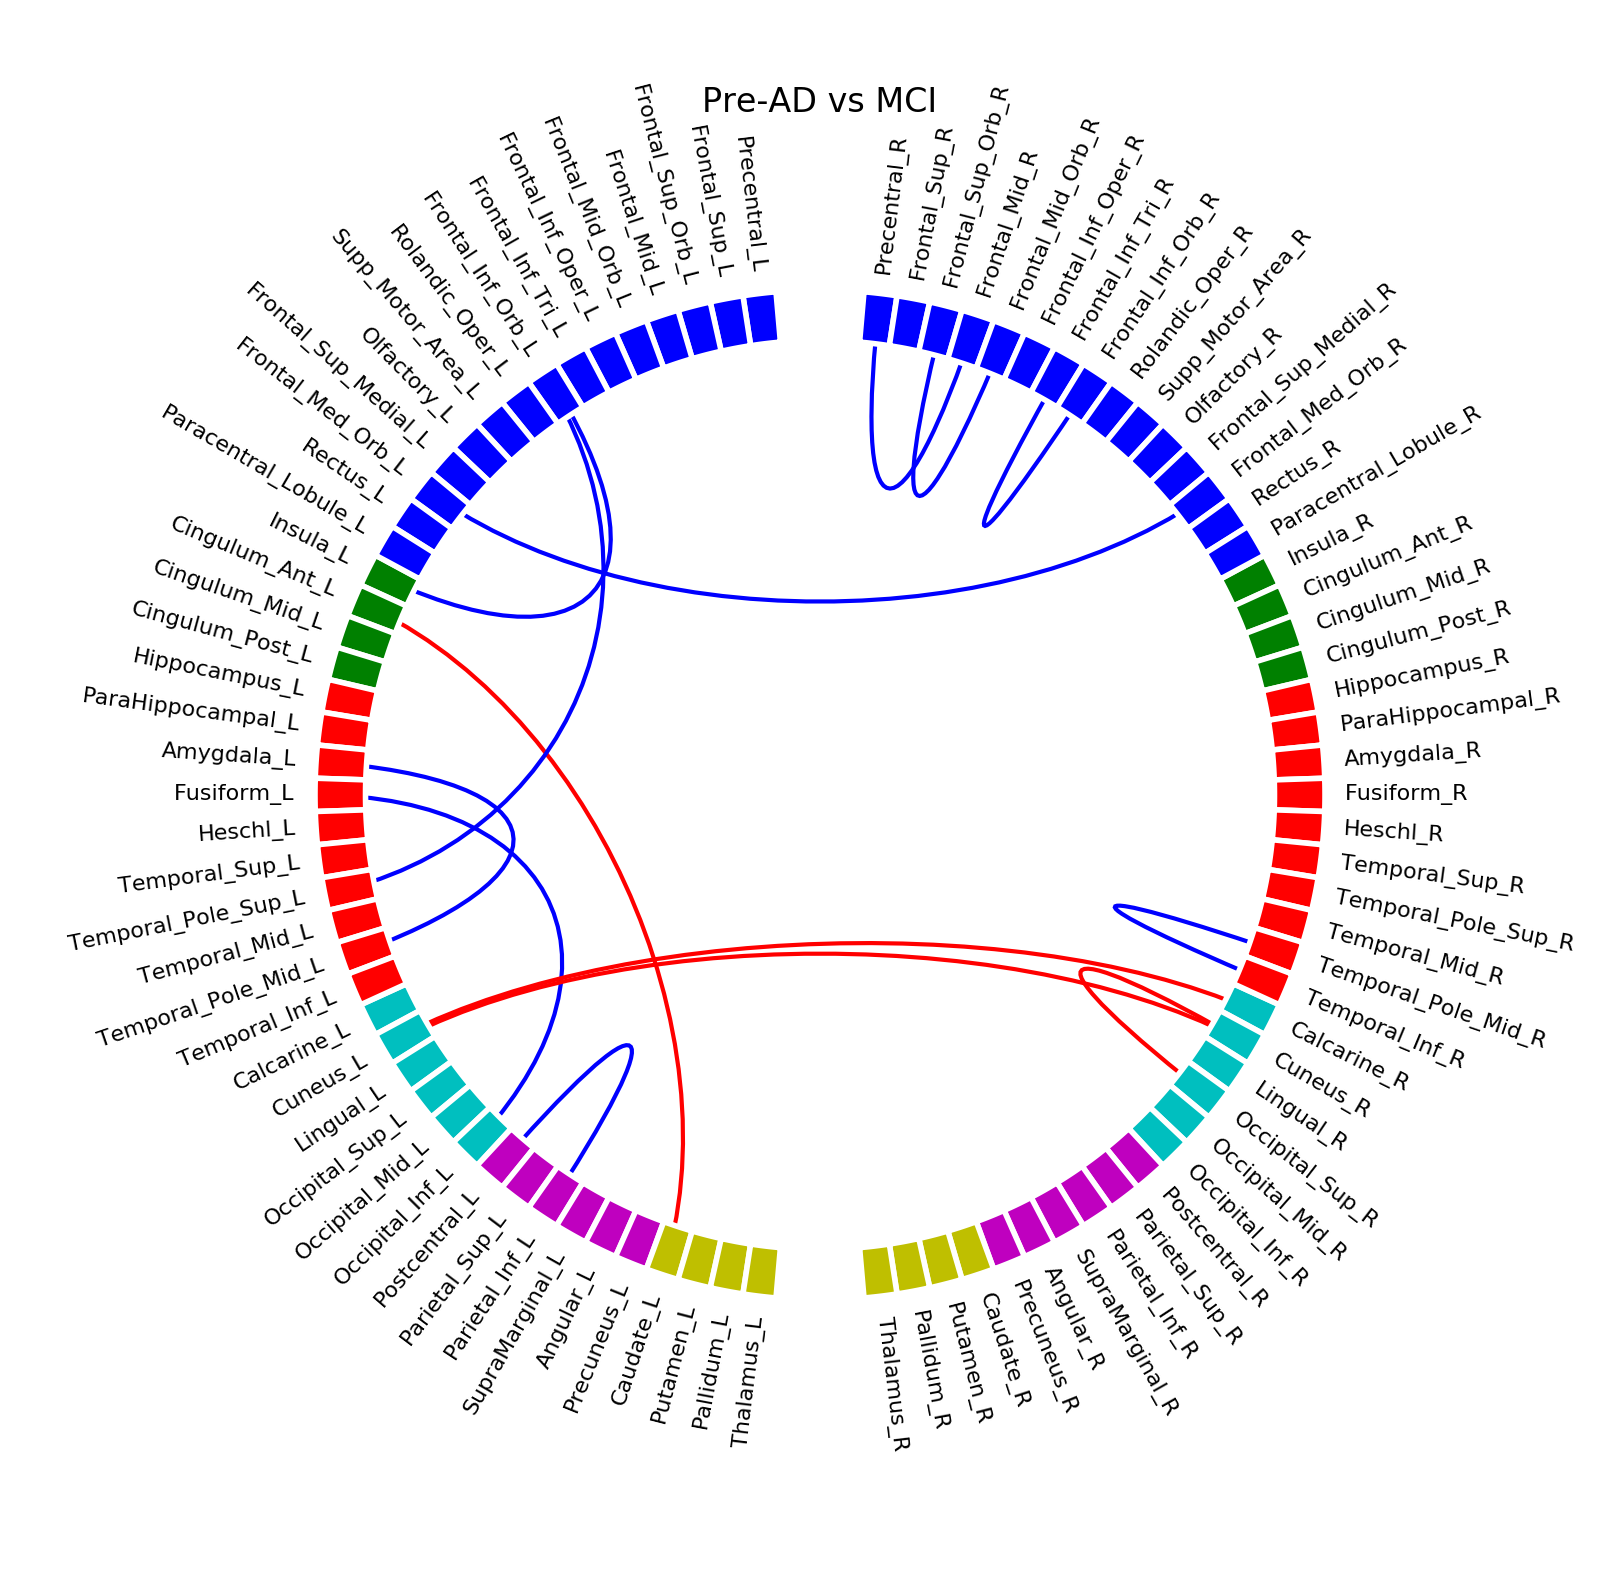 Pre-AD vs MCI
Precentral_L
Frontal_Sup_L
Frontal_Sup_Orb_L
Frontal_Mid_L
Frontal_Mid_Orb_L
Frontal_Inf_Oper_L
Frontal_Inf_Tri_L
Frontal_Inf_Orb_L
Rolandic_Oper_L
Supp_Motor_Area_L
Olfactory_L
Frontal_Sup_Medial_L
Frontal_Med_Orb_L
Rectus_L
Paracentral_Lobule_L
Insula_L
Cingulum_Ant_L
Cingulum_Mid_L
Cingulum_Post_L
Hippocampus_L
ParaHippocampal_L
Amygdala_L
Fusiform_L
Heschl_L
Temporal_Sup_L
Temporal_Pole_Sup_L
Temporal_Mid_L
Temporal_Pole_Mid_L
Temporal_Inf_L
Calcarine_L
Cuneus_L
Lingual_L
Occipital_Sup_L
Occipital_Mid_L
Occipital_Inf_L
Postcentral_L
Parietal_Sup_L
Parietal_Inf_L
SupraMarginal_L
Angular_L
Precuneus_L
Caudate_L
Putamen_L
Pallidum_L
Thalamus_L
Precentral_R
Frontal_Sup_R
Frontal_Sup_Orb_R
Frontal_Mid_R
Frontal_Mid_Orb_R
Frontal_Inf_Oper_R
Frontal_Inf_Tri_R
Frontal_Inf_Orb_R
Rolandic_Oper_R
Supp_Motor_Area_R
Olfactory_R
Frontal_Sup_Medial_R
Frontal_Med_Orb_R
Rectus_R
Paracentral_Lobule_R
Insula_R
Cingulum_Ant_R
Cingulum_Mid_R
Cingulum_Post_R
Hippocampus_R
ParaHippocampal_R
Amygdala_R
Fusiform_R
Heschl_R
Temporal_Sup_R
Temporal_Pole_Sup_R
Temporal_Mid_R
Temporal_Pole_Mid_R
Temporal_Inf_R
Calcarine_R
Cuneus_R
Lingual_R
Occipital_Sup_R
Occipital_Mid_R
Occipital_Inf_R
Postcentral_R
Parietal_Sup_R
Parietal_Inf_R
SupraMarginal_R
Angular_R
Precuneus_R
Caudate_R
Putamen_R
Pallidum_R
Thalamus_R